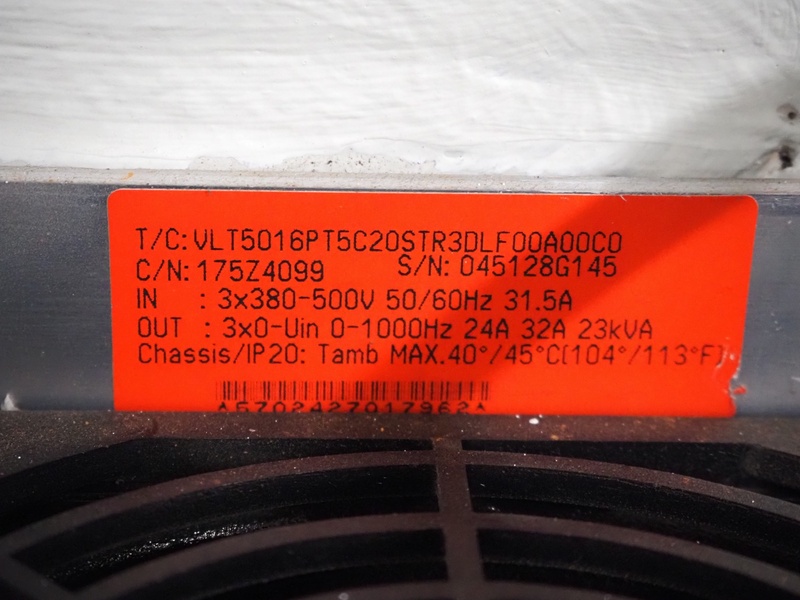 T/C: VLT5016PT5C20STR3DLF00A00C0
C/N: 175Z4099 S/N: 045128G145
IN : 3x380-500V 50/60Hz 31.5A
OUT : 3x0-Uin 0-1000Hz 24A 32A 23kVA
Chassis/IP20: Tamb MAX.40°/45°C(104°/113°F)
A5702427017962A